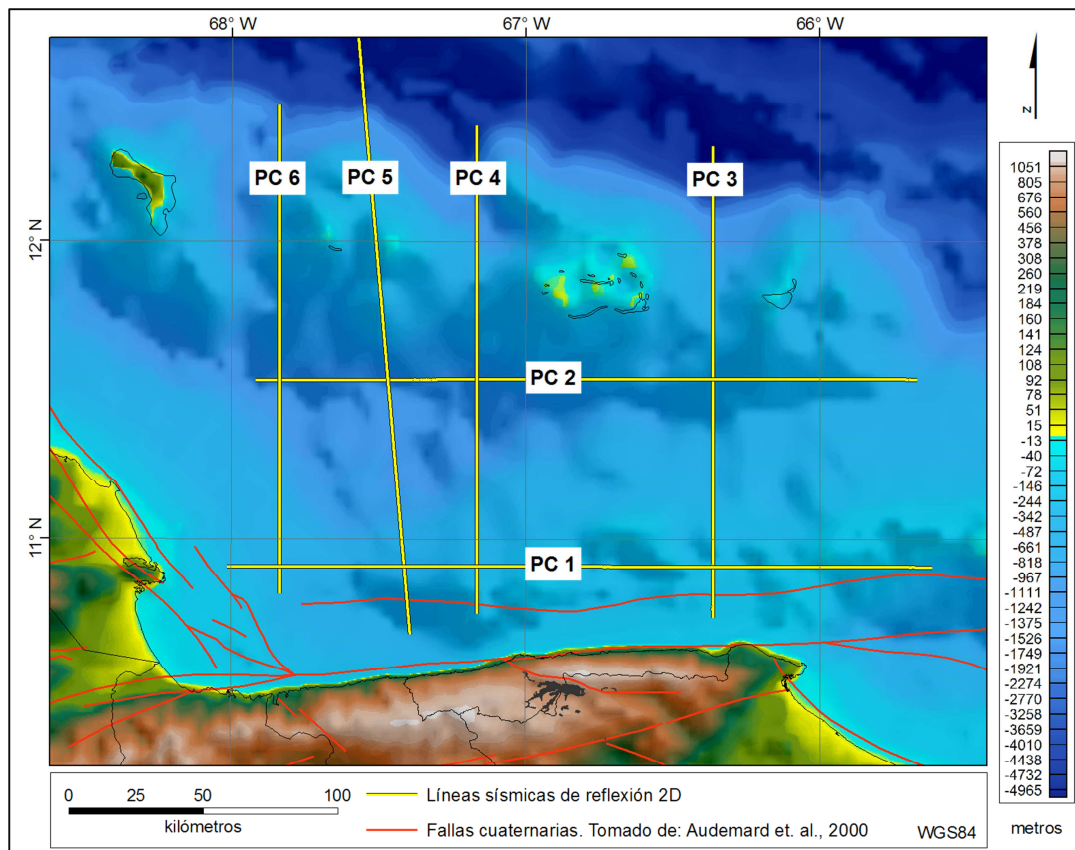 68° W 67° W 66° W
N
12° N
11° N
PC 6
PC 5
PC 4
PC 3
PC 2
PC 1
1051
805
676
560
456
378
308
260
219
184
160
141
124
108
92
78
51
15
-13
-40
-72
-146
-244
-342
-487
-661
-818
-967
-1111
-1242
-1375
-1526
-1749
-1921
-2274
-2770
-3258
-3659
-4010
-4438
-4732
-4965
metros
0 25 50 100
kilómetros
Líneas sísmicas de reflexión 2D
Fallas cuaternarias. Tomado de: Audemard et. al., 2000
WGS84